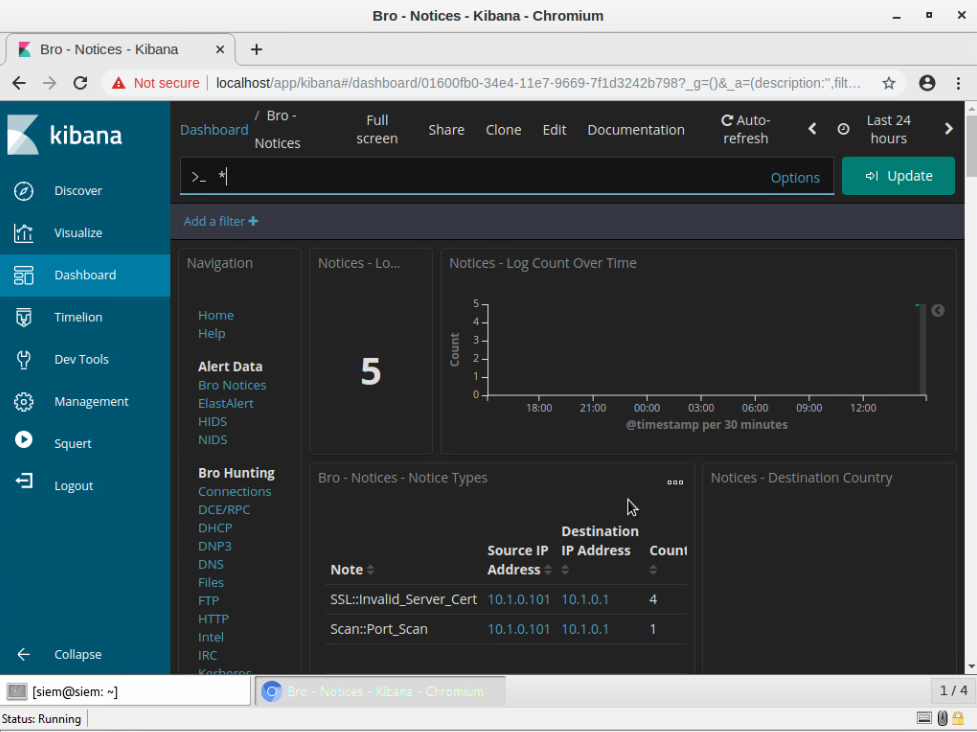 Bro - Notices - Kibana - Chromium
Bro - Notices - Kibana
Not secure | localhost/app/kibana#/dashboard/01600fb0-34e4-11e7-9669-7f1d3242b798?_g=()&_a=(description:'',filt...
kibana
Discover
Visualize
Dashboard
Timelion
Dev Tools
Management
Squert
Logout
Collapse
Dashboard / Bro - Notices
Full screen
Share
Clone
Edit
Documentation
Auto-refresh
Last 24 hours
>_ *
Options
Update
Add a filter +
Navigation
Home
Help
Alert Data
Bro Notices
ElastAlert
HIDS
NIDS
Bro Hunting
Connections
DCE/RPC
DHCP
DNP3
DNS
Files
FTP
HTTP
Intel
IRC
Kerberos
Notices - Lo...
5
Notices - Log Count Over Time
Count
5
4
3
2
1
0
18:00 21:00 00:00 03:00 06:00 09:00 12:00
@timestamp per 30 minutes
Bro - Notices - Notice Types
Note Source IP Address Destination IP Address Count
SSL::Invalid_Server_Cert 10.1.0.101 10.1.0.1 4
Scan::Port_Scan 10.1.0.101 10.1.0.1 1
Notices - Destination Country
[siem@siem: ~]
Bro - Notices - Kibana - Chromium
1 / 4
Status: Running